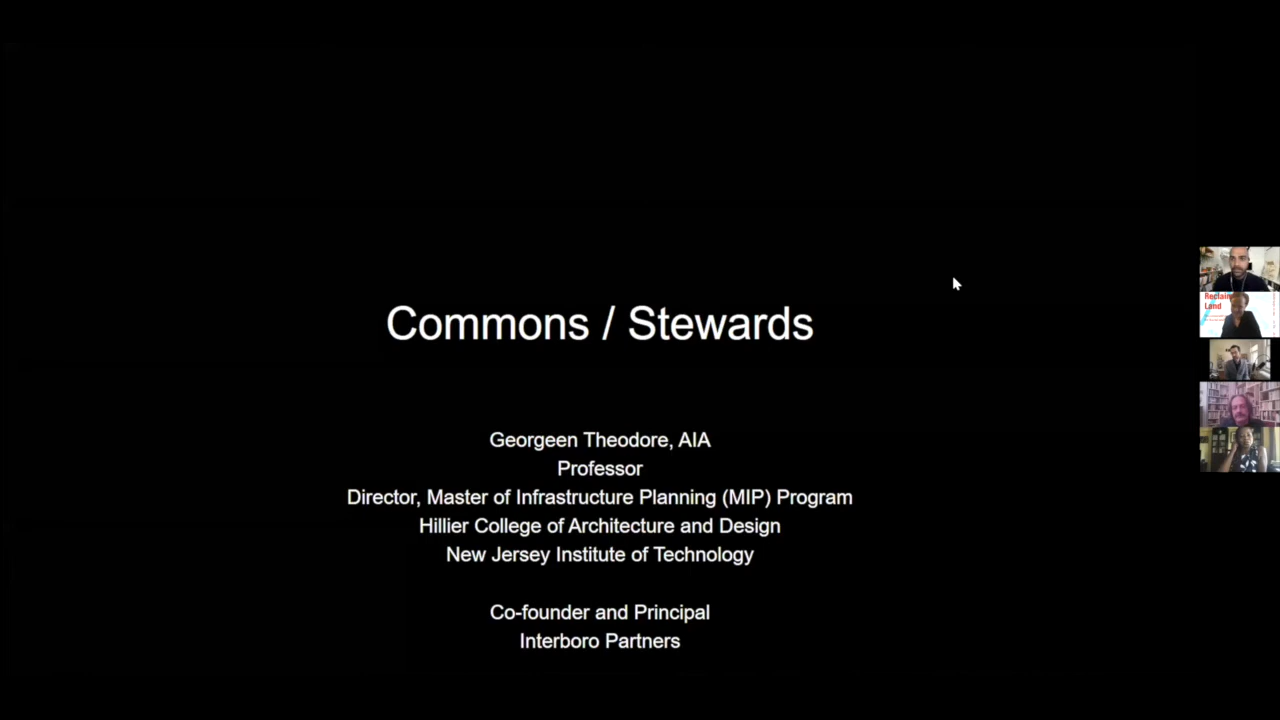 Commons / Stewards
Georgeen Theodore, AIA
Professor
Director, Master of Infrastructure Planning (MIP) Program
Hillier College of Architecture and Design
New Jersey Institute of Technology
Co-founder and Principal
Interboro Partners
Land